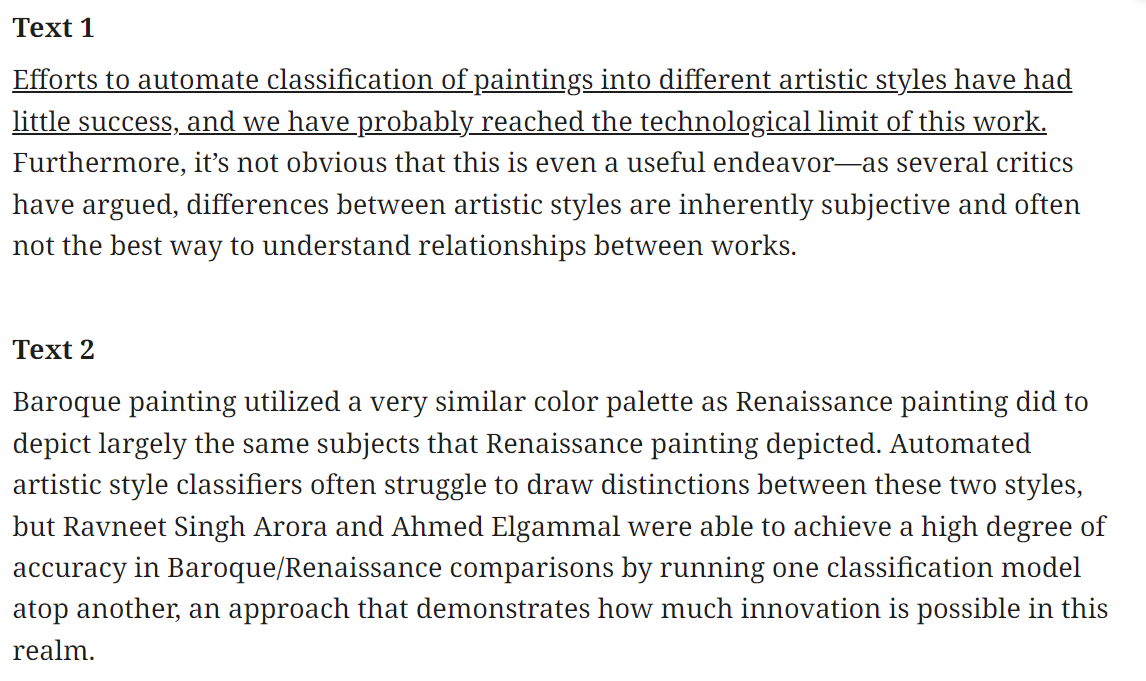 Text 1
Efforts to automate classification of paintings into different artistic styles have had
little success, and we have probably reached the technological limit of this work.
Furthermore, it’s not obvious that this is even a useful endeavor—as several critics
have argued, differences between artistic styles are inherently subjective and often
not the best way to understand relationships between works.
Text 2
Baroque painting utilized a very similar color palette as Renaissance painting did to
depict largely the same subjects that Renaissance painting depicted. Automated
artistic style classifiers often struggle to draw distinctions between these two styles,
but Ravneet Singh Arora and Ahmed Elgammal were able to achieve a high degree of
accuracy in Baroque/Renaissance comparisons by running one classification model
atop another, an approach that demonstrates how much innovation is possible in this
realm.